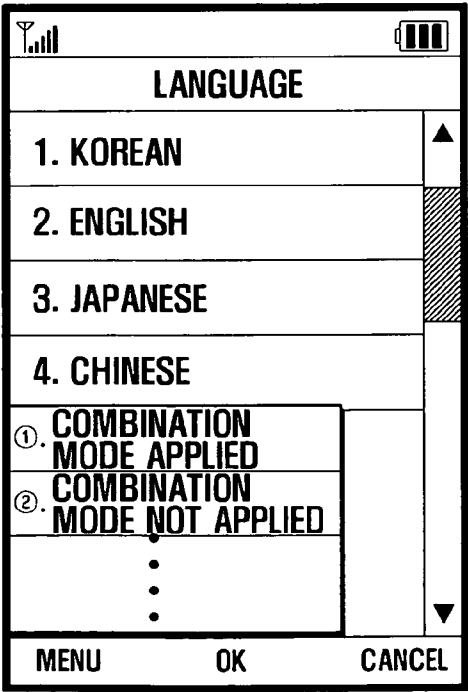 LANGUAGE
1. KOREAN
2. ENGLISH
3. JAPANESE
4. CHINESE
①. COMBINATION
MODE APPLIED
②. COMBINATION
MODE NOT APPLIED
MENU OK CANCEL